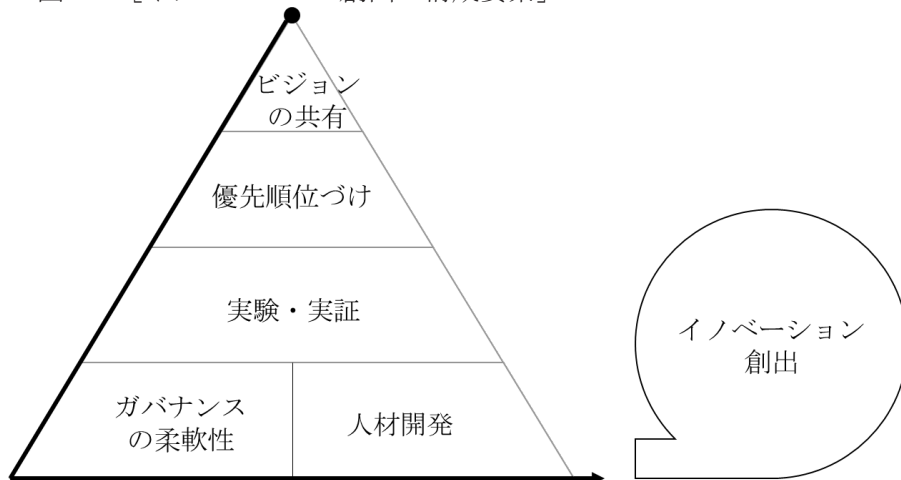 ビジョン
の共有
優先順位づけ
実験・実証
ガバナンス
の柔軟性
人材開発
イノベーション
創出